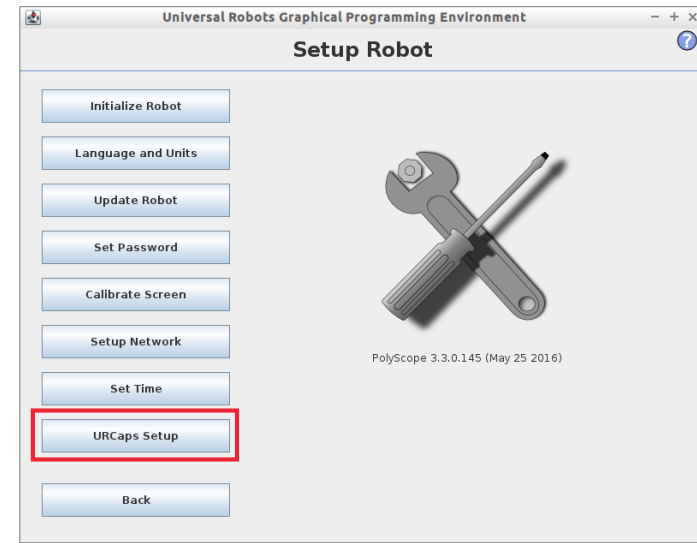 Universal Robots Graphical Programming Environment
Setup Robot
?
Initialize Robot
Language and Units
Update Robot
Set Password
Calibrate Screen
Setup Network
PolyScope 3.3.0.145 (May 25 2016)
Set Time
URCaps Setup
Back